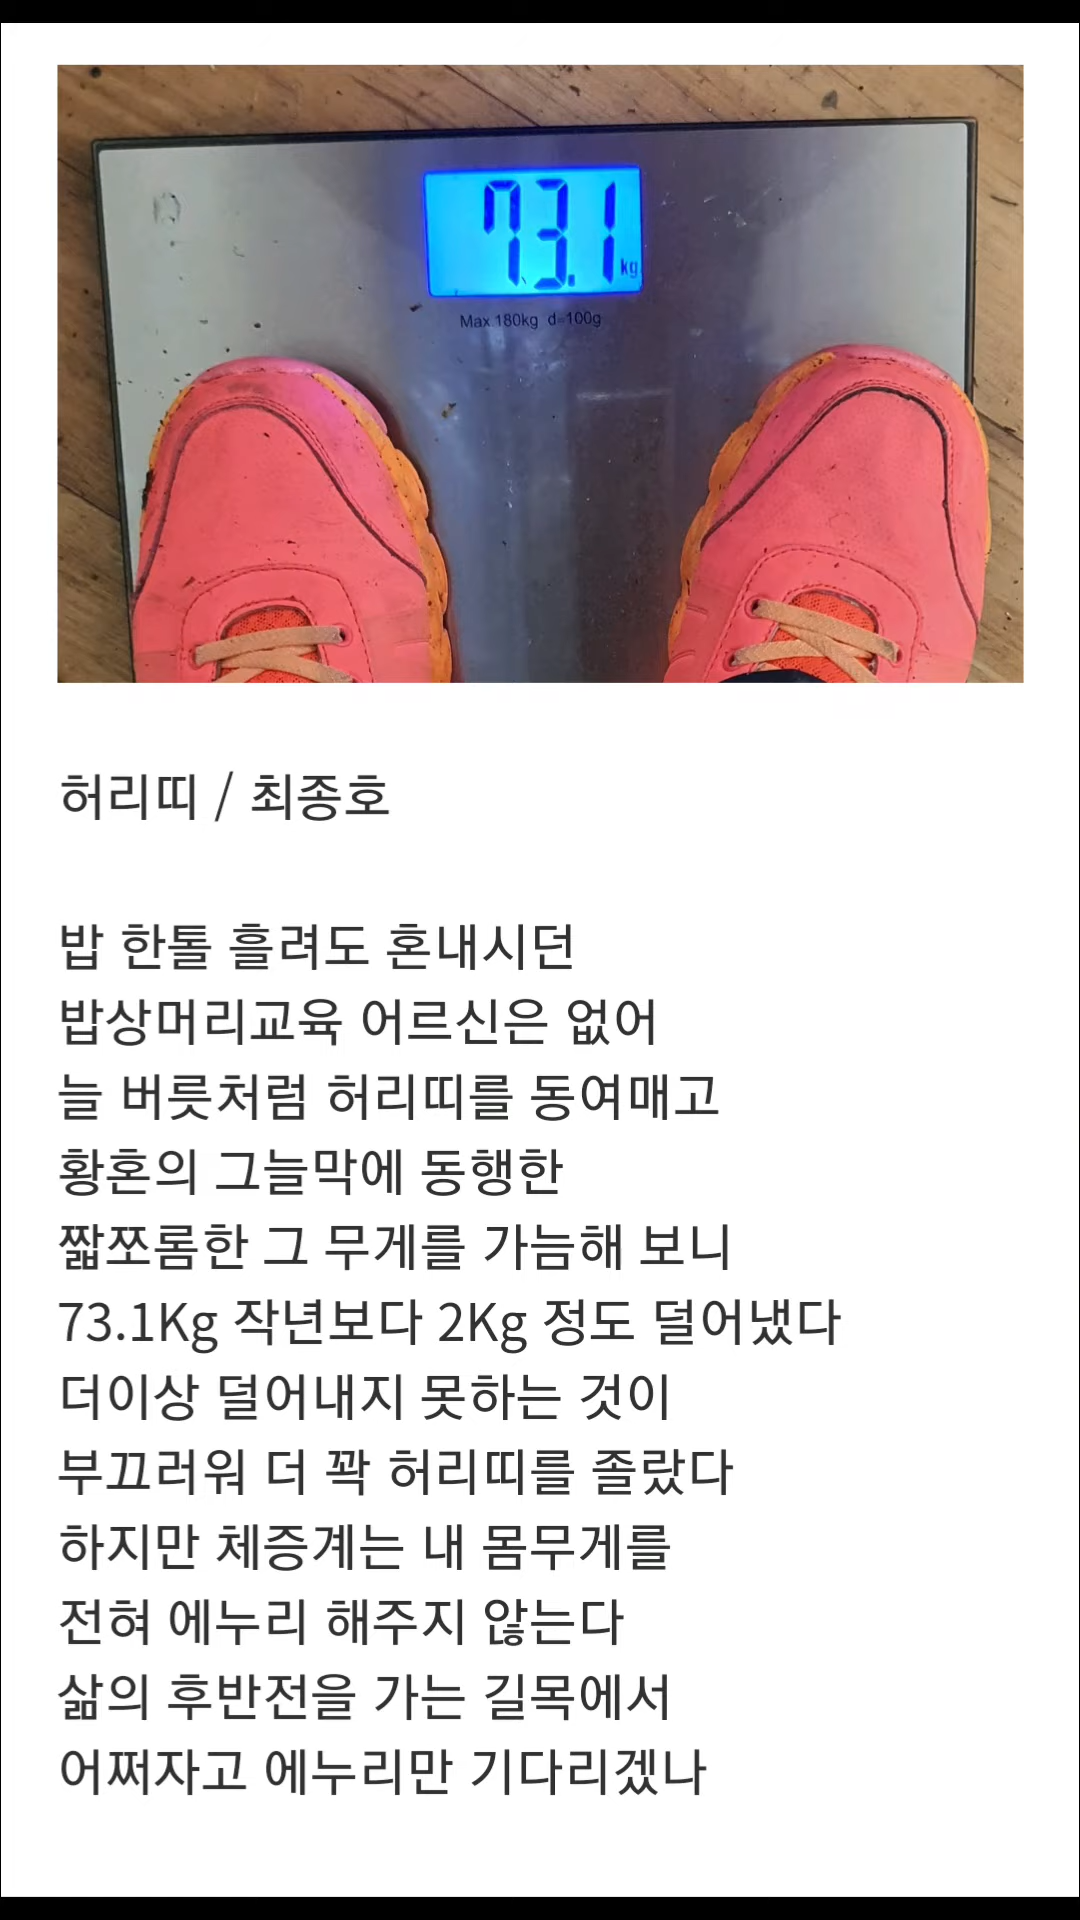 73.1 kg
Max 180kg d=100g
허리띠 / 최종호
밥 한톨 흘려도 혼내시던
밥상머리교육 어르신은 없어
늘 버릇처럼 허리띠를 동여매고
황혼의 그늘막에 동행한
짧쪼롬한 그 무게를 가늠해 보니
73.1Kg 작년보다 2Kg 정도 덜어냈다
더이상 덜어내지 못하는 것이
부끄러워 더 꽉 허리띠를 졸랐다
하지만 체증계는 내 몸무게를
전혀 에누리 해주지 않는다
삶의 후반전을 가는 길목에서
어쩌자고 에누리만 기다리겠나